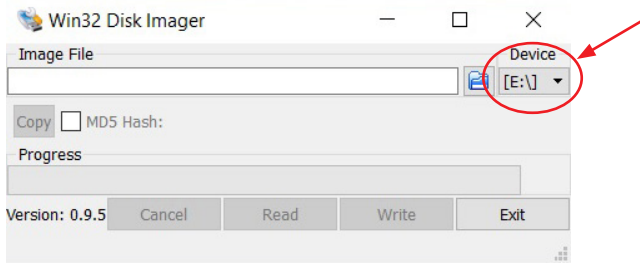 Win32 Disk Imager
Image File Device
[E:\]
Copy MD5 Hash:
Progress
Version: 0.9.5 Cancel Read Write Exit